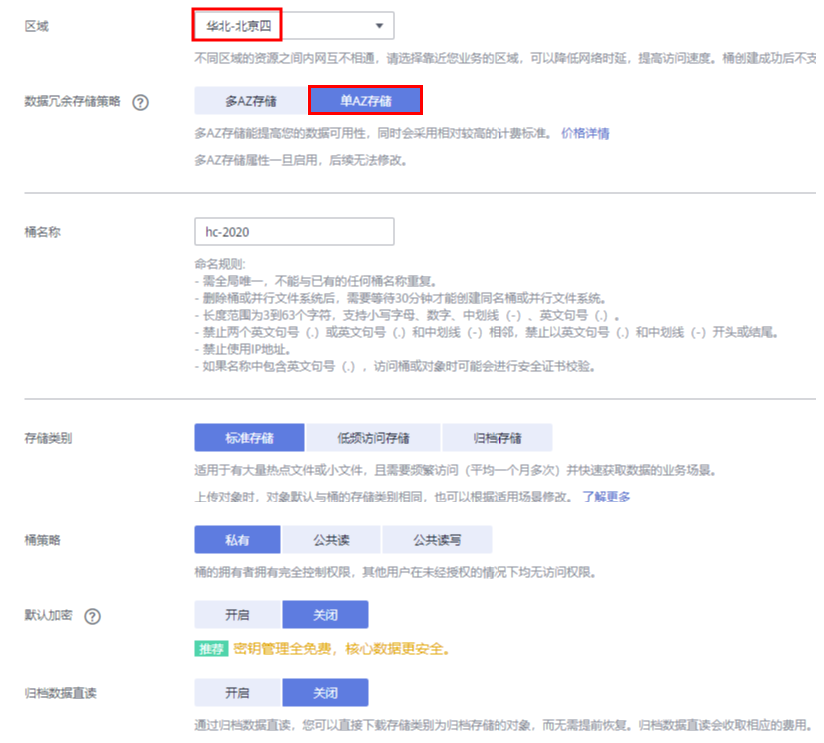 区域
华北-北京四
不同区域的资源之间内网互不相通，请选择靠近您业务的区域，可以降低网络时延，提高访问速度。桶创建成功后不支
数据冗余存储策略
多AZ存储
单AZ存储
多AZ存储能提高您的数据可用性，同时会采用相对较高的计费标准。 价格详情
多AZ存储属性一旦启用，后续无法修改。
桶名称
hc-2020
命名规则:
- 需全局唯一，不能与已有的任何桶名称重复。
- 删除桶或并行文件系统后，需要等待30分钟才能创建同名桶或并行文件系统。
- 长度范围为3到63个字符，支持小写字母、数字、中划线（-）、英文句号（.）。
- 禁止两个英文句号（.）或英文句号（.）和中划线（-）相邻，禁止以英文句号（.）和中划线（-）开头或结尾。
- 禁止使用IP地址。
- 如果名称中包含英文句号（.），访问桶或对象时可能会进行安全证书校验。
存储类别
标准存储
低频访问存储
归档存储
适用于有大量热点文件或小文件，且需要频繁访问（平均一个月多次）并快速获取数据的业务场景。
上传对象时，对象默认与桶的存储类别相同，也可以根据适用场景修改。 了解更多
桶策略
私有
公共读
公共读写
桶的拥有者拥有完全控制权限，其他用户在未经授权的情况下均无访问权限。
默认加密
开启
关闭
推荐 密钥管理全免费，核心数据更安全。
归档数据直读
开启
关闭
通过归档数据直读，您可以直接下载存储类别为归档存储的对象，而无需提前恢复。归档数据直读会收取相应的费用。